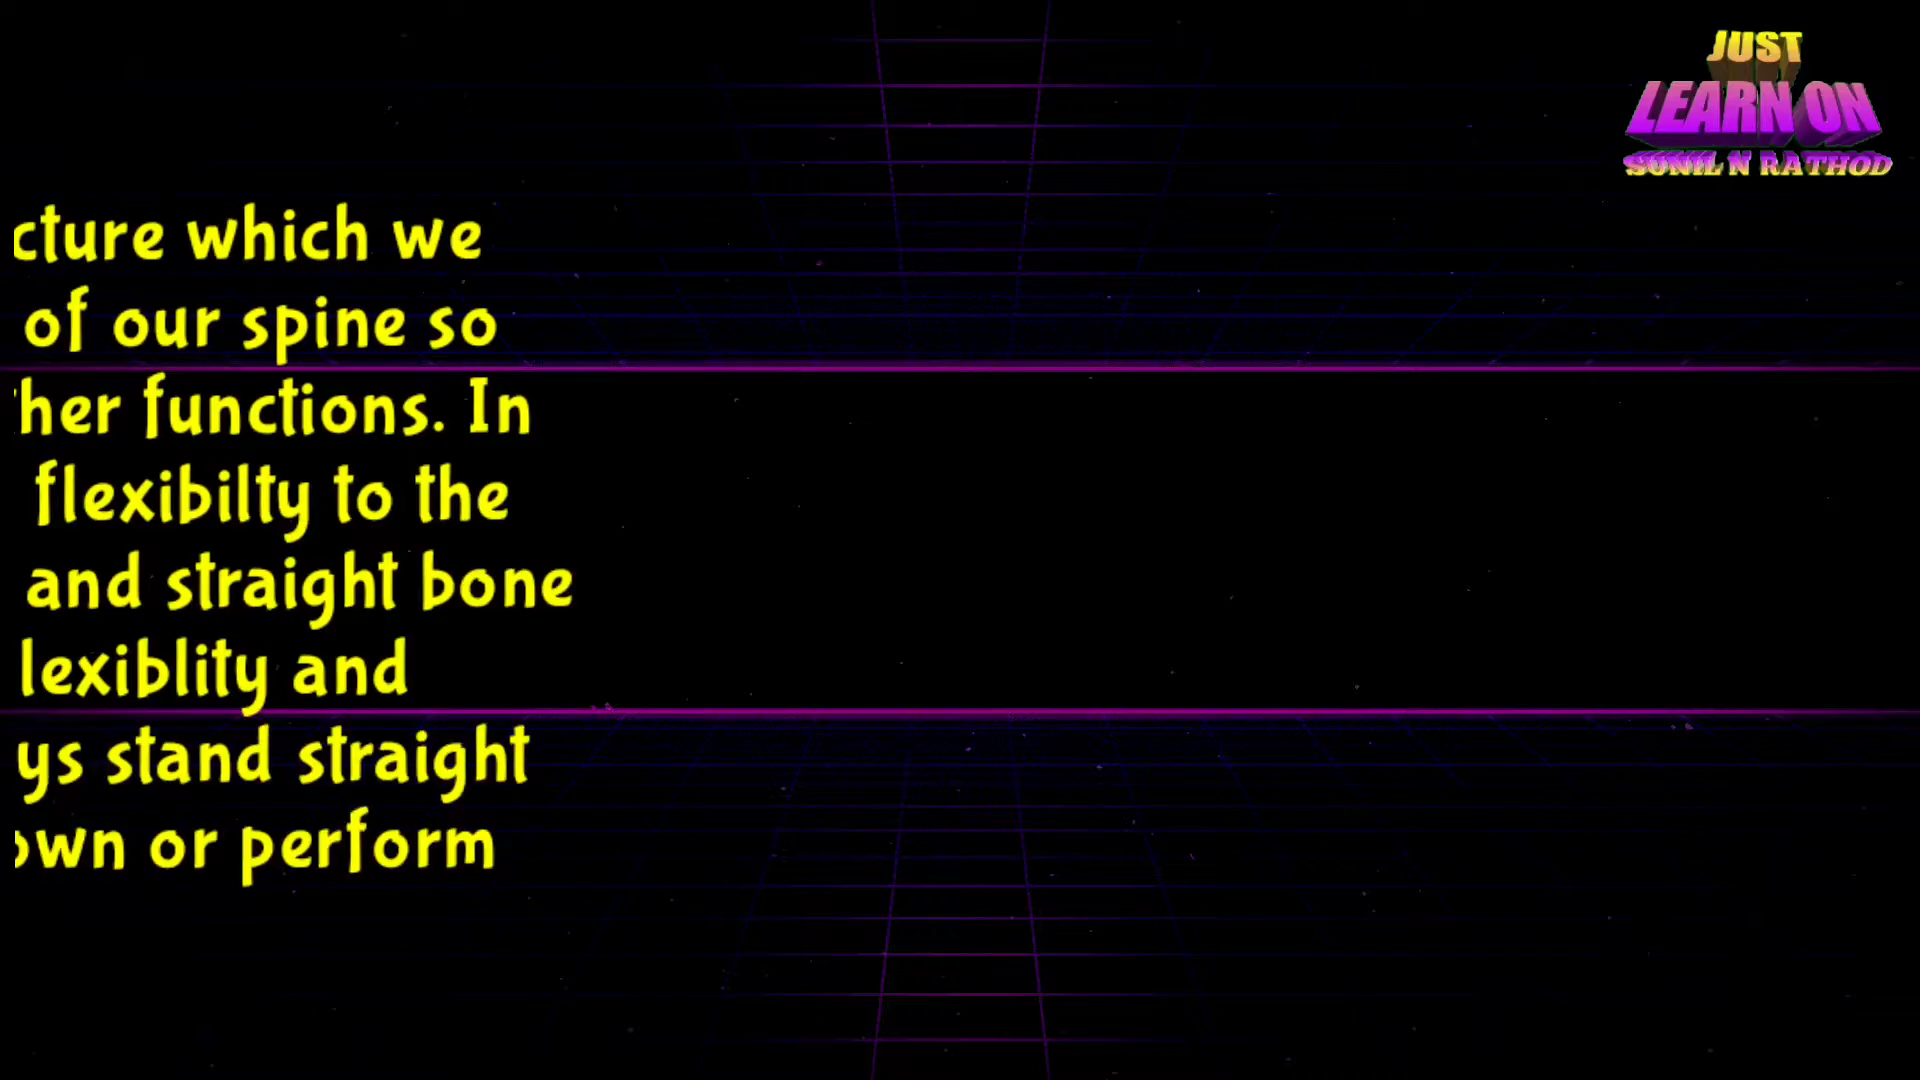 JUST
LEARN ON
SUNIL N RATHOD
cture which we
of our spine so
her functions. In
flexibilty to the
and straight bone
lexiblity and
ys stand straight
own or perform